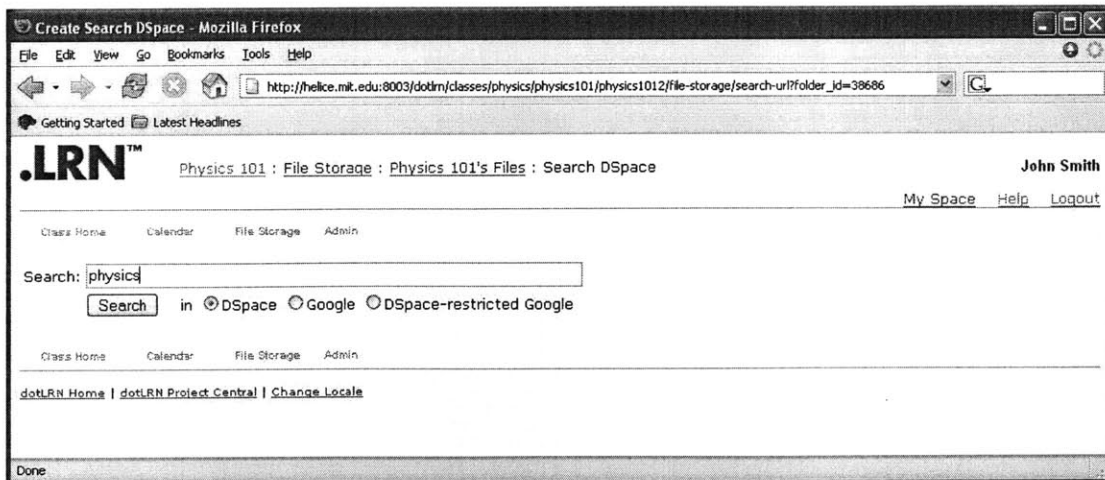 Create Search DSpace - Mozilla Firefox
File Edit View Go Bookmarks Tools Help
http://helice.mit.edu:8003/dotlrn/classes/physics/physics101/physics1012/file-storage/search-url?folder_id=38686 G
Getting Started Latest Headlines
.LRN™ Physics 101 : File Storage : Physics 101's Files : Search DSpace John Smith
My Space Help Logout
Class Home Calendar File Storage Admin
Search: physics
Search in DSpace Google DSpace-restricted Google
Class Home Calendar File Storage Admin
dotLRN Home | dotLRN Project Central | Change Locale
Done